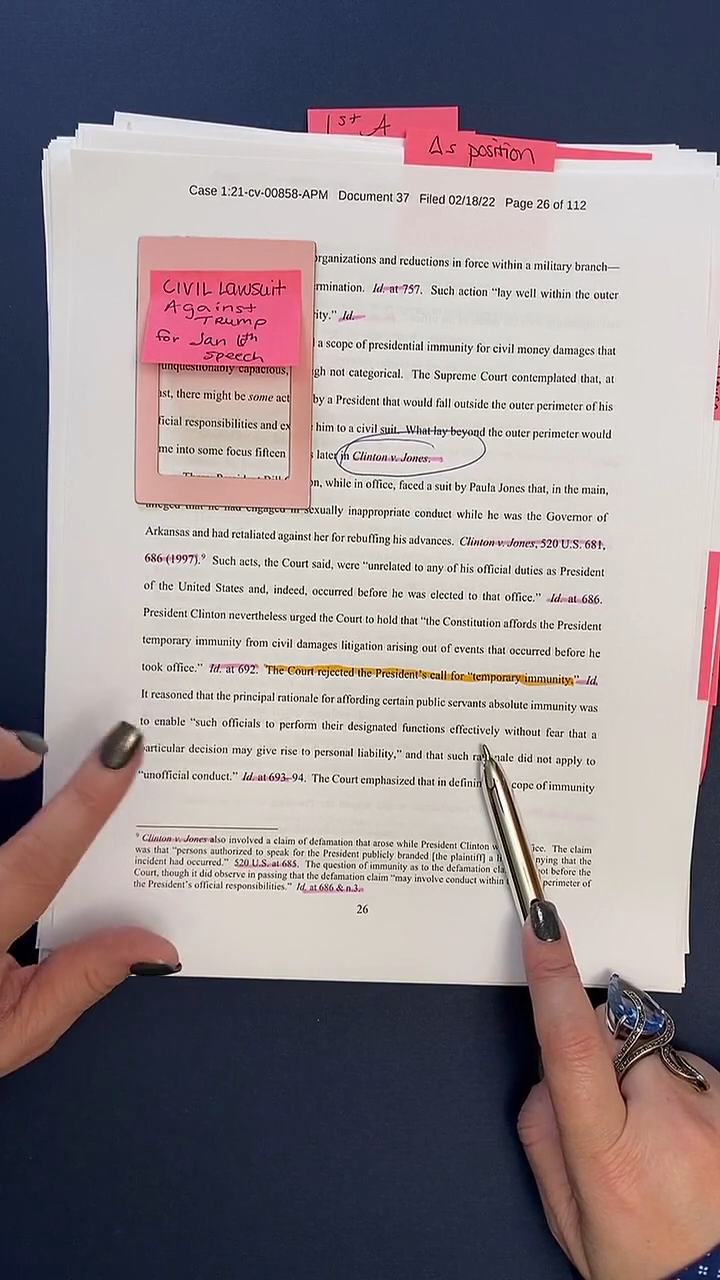 1st A
Δs position
Case 1:21-cv-00858-APM Document 37 Filed 02/18/22 Page 26 of 112
CIVIL LAWSUIT
Against
TRUMP
for Jan 6th
speech
organizations and reductions in force within a military branch—
rmination. Id. at 757. Such action “lay well within the outer
ity.” Id.
a scope of presidential immunity for civil money damages that
unquestionably capacious, gh not categorical. The Supreme Court contemplated that, at
ast, there might be some act by a President that would fall outside the outer perimeter of his
ficial responsibilities and ex him to a civil suit. What lay beyond the outer perimeter would
me into some focus fifteen s later in Clinton v. Jones.
on, while in office, faced a suit by Paula Jones that, in the main,
alleged that he had engaged in sexually inappropriate conduct while he was the Governor of
Arkansas and had retaliated against her for rebuffing his advances. Clinton v. Jones, 520 U.S. 681,
686 (1997).⁹ Such acts, the Court said, were “unrelated to any of his official duties as President
of the United States and, indeed, occurred before he was elected to that office.” Id. at 686.
President Clinton nevertheless urged the Court to hold that “the Constitution affords the President
temporary immunity from civil damages litigation arising out of events that occurred before he
took office.” Id. at 692. The Court rejected the President’s call for “temporary immunity.” Id.
It reasoned that the principal rationale for affording certain public servants absolute immunity was
to enable “such officials to perform their designated functions effectively without fear that a
particular decision may give rise to personal liability,” and that such ra nale did not apply to
“unofficial conduct.” Id. at 693–94. The Court emphasized that in definin cope of immunity
⁹ Clinton v. Jones also involved a claim of defamation that arose while President Clinton w ice. The claim
was that “persons authorized to speak for the President publicly branded [the plaintiff] a l nying that the
incident had occurred.” 520 U.S. at 685. The question of immunity as to the defamation cla ot before the
Court, though it did observe in passing that the defamation claim “may involve conduct within perimeter of
the President’s official responsibilities.” Id. at 686 & n.3.
26